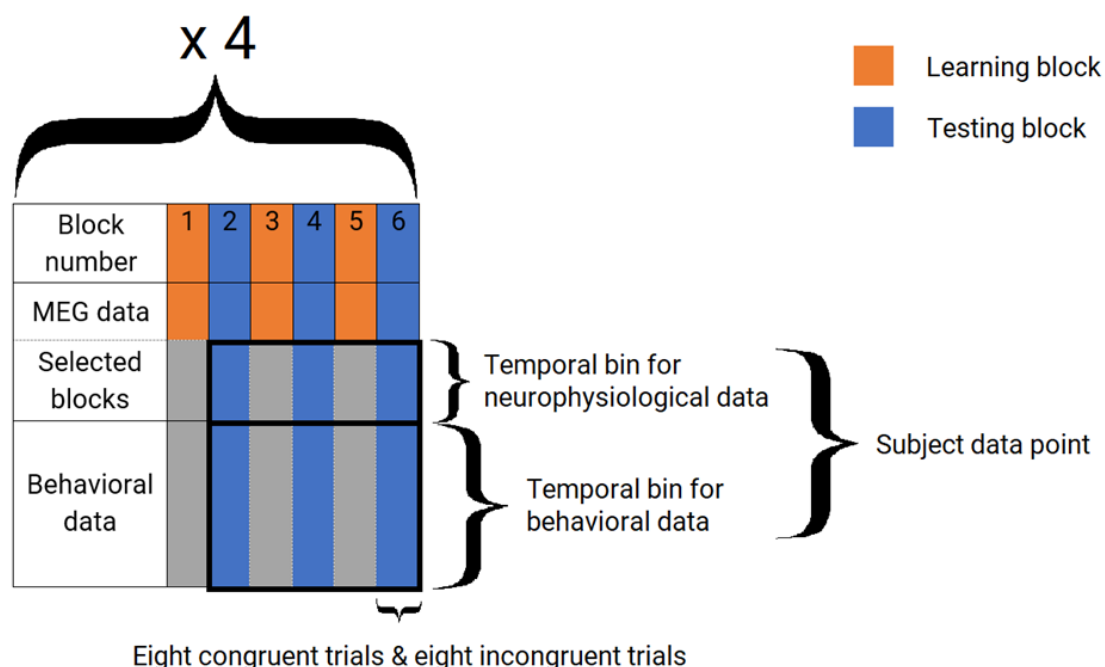 x 4
Learning block
Testing block
Block
number
1 2 3 4 5 6
MEG data
Selected
blocks
Temporal bin for
neurophysiological data
Subject data point
Behavioral
data
Temporal bin for
behavioral data
Eight congruent trials & eight incongruent trials